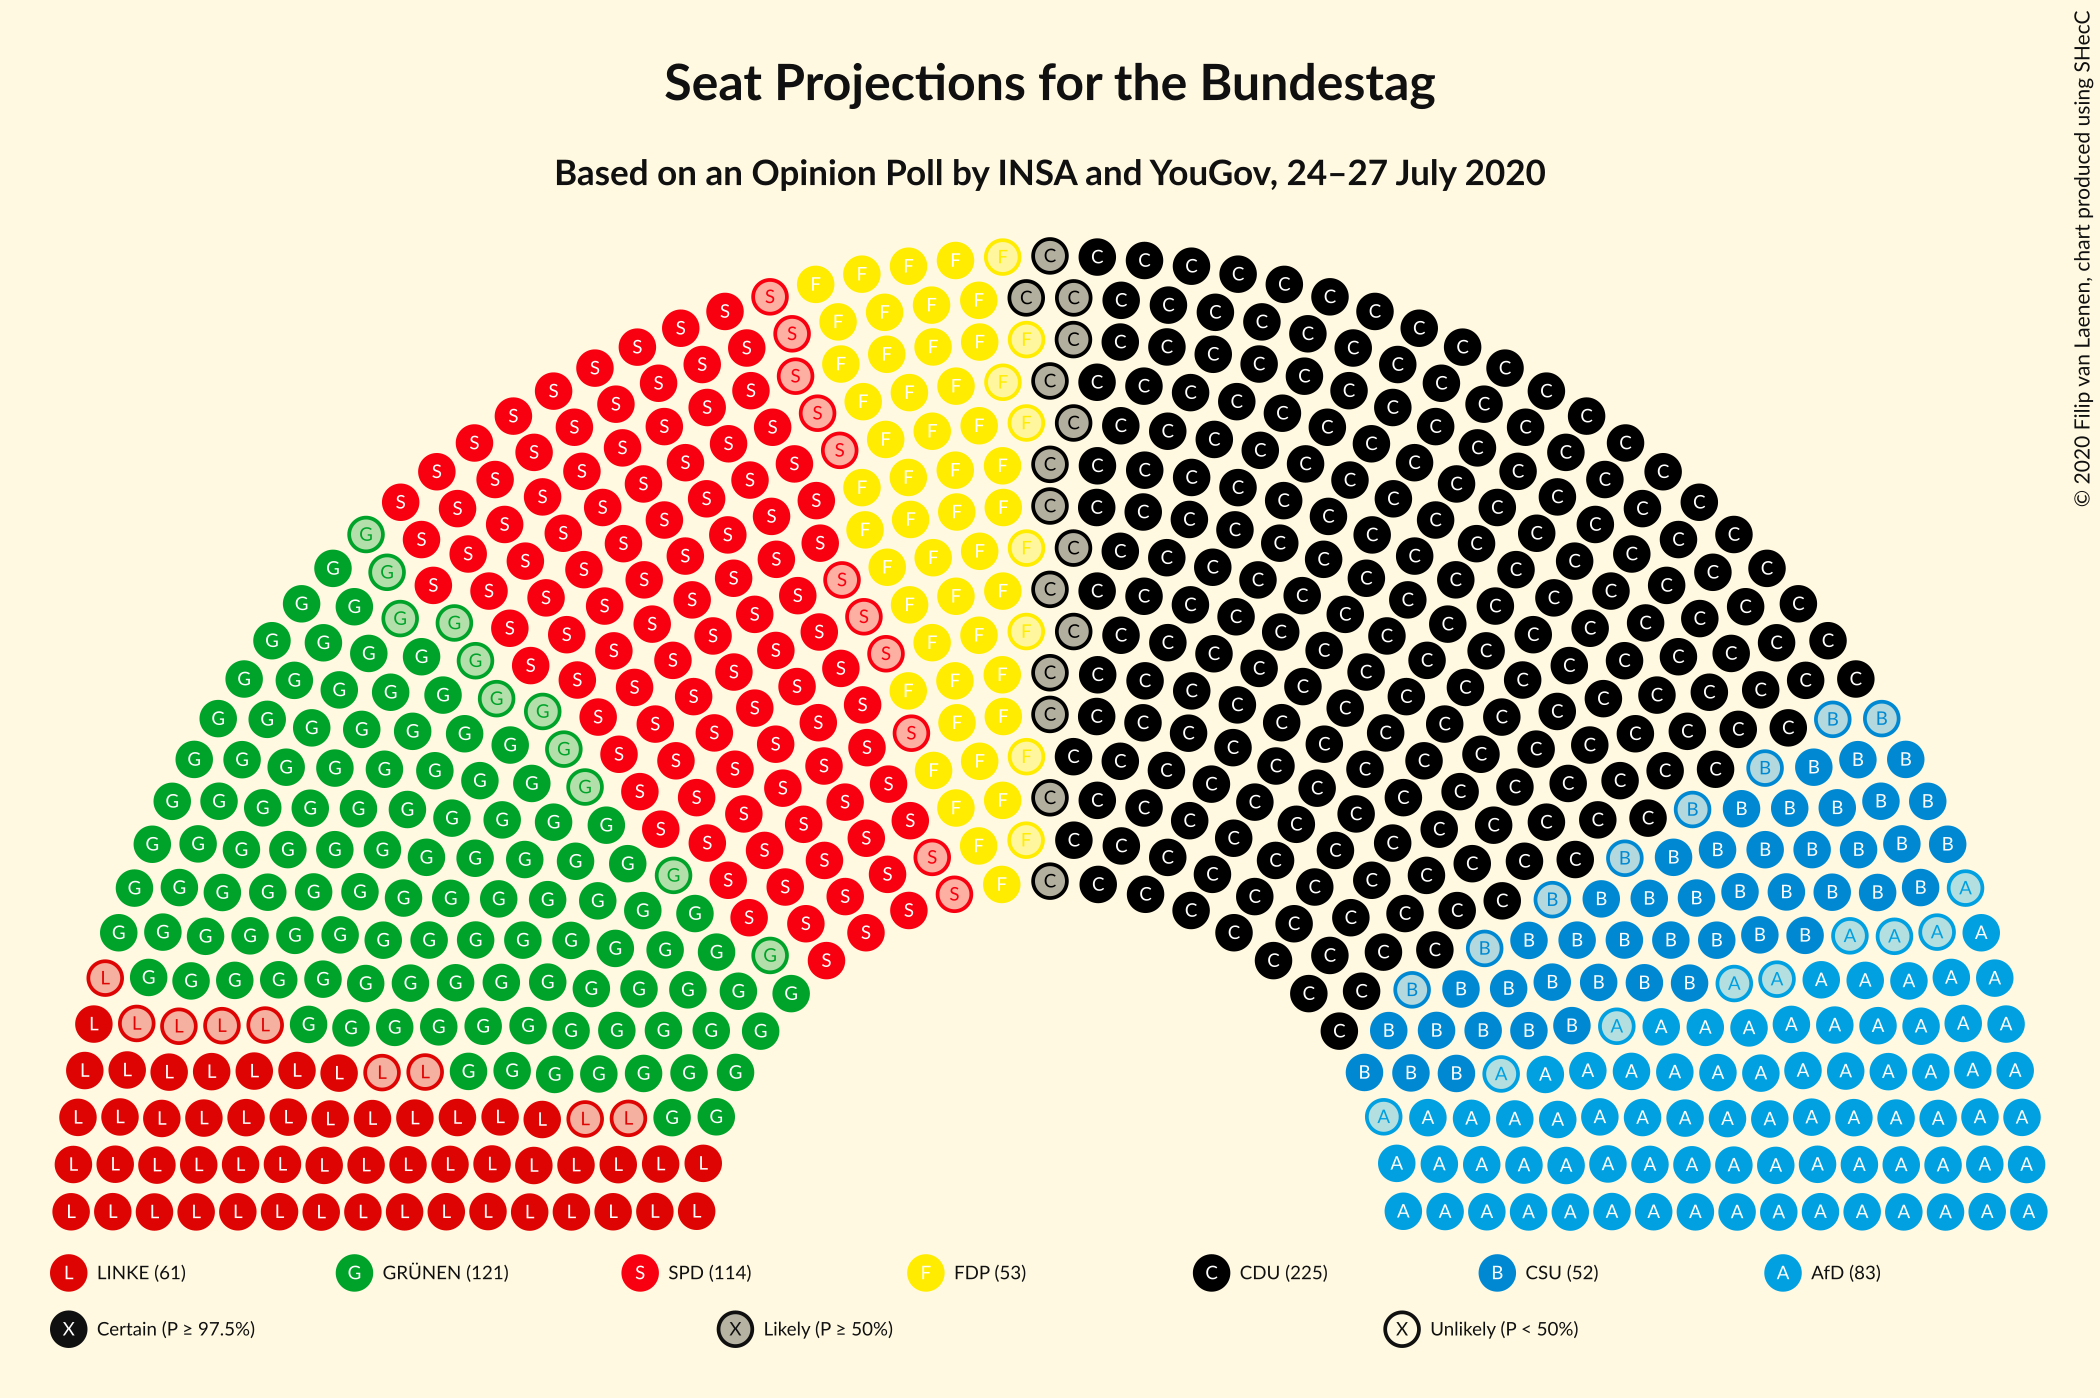 Seat Projections for the Bundestag
Based on an Opinion Poll by INSA and YouGov, 24–27 July 2020
© 2020 Filip van Laenen, chart produced using SHecC
L LINKE (61)
G GRÜNEN (121)
S SPD (114)
F FDP (53)
C CDU (225)
B CSU (52)
A AfD (83)
X Certain (P ≥ 97.5%)
X Likely (P ≥ 50%)
X Unlikely (P < 50%)